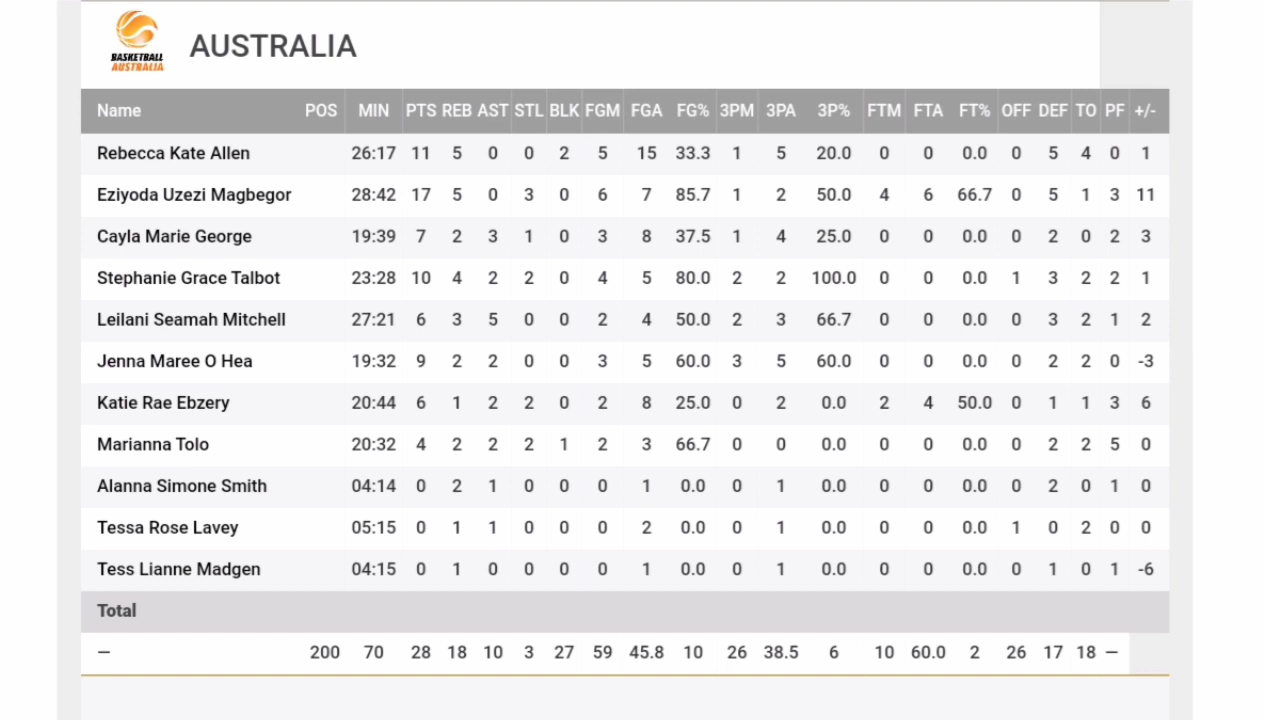 BASKETBALL
AUSTRALIA
AUSTRALIA
Name POS MIN PTS REB AST STL BLK FGM FGA FG% 3PM 3PA 3P% FTM FTA FT% OFF DEF TO PF +/-
Rebecca Kate Allen 26:17 11 5 0 0 2 5 15 33.3 1 5 20.0 0 0 0.0 0 5 4 0 1
Eziyoda Uzezi Magbegor 28:42 17 5 0 3 0 6 7 85.7 1 2 50.0 4 6 66.7 0 5 1 3 11
Cayla Marie George 19:39 7 2 3 1 0 3 8 37.5 1 4 25.0 0 0 0.0 0 2 0 2 3
Stephanie Grace Talbot 23:28 10 4 2 2 0 4 5 80.0 2 2 100.0 0 0 0.0 1 3 2 2 1
Leilani Seamah Mitchell 27:21 6 3 5 0 0 2 4 50.0 2 3 66.7 0 0 0.0 0 3 2 1 2
Jenna Maree O Hea 19:32 9 2 2 0 0 3 5 60.0 3 5 60.0 0 0 0.0 0 2 2 0 -3
Katie Rae Ebzery 20:44 6 1 2 2 0 2 8 25.0 0 2 0.0 2 4 50.0 0 1 1 3 6
Marianna Tolo 20:32 4 2 2 2 1 2 3 66.7 0 0 0.0 0 0 0.0 0 2 2 5 0
Alanna Simone Smith 04:14 0 2 1 0 0 0 1 0.0 0 1 0.0 0 0 0.0 0 2 0 1 0
Tessa Rose Lavey 05:15 0 1 1 0 0 0 2 0.0 0 1 0.0 0 0 0.0 1 0 2 0 0
Tess Lianne Madgen 04:15 0 1 0 0 0 0 1 0.0 0 1 0.0 0 0 0.0 0 1 0 1 -6
Total
— 200 70 28 18 10 3 27 59 45.8 10 26 38.5 6 10 60.0 2 26 17 18 —